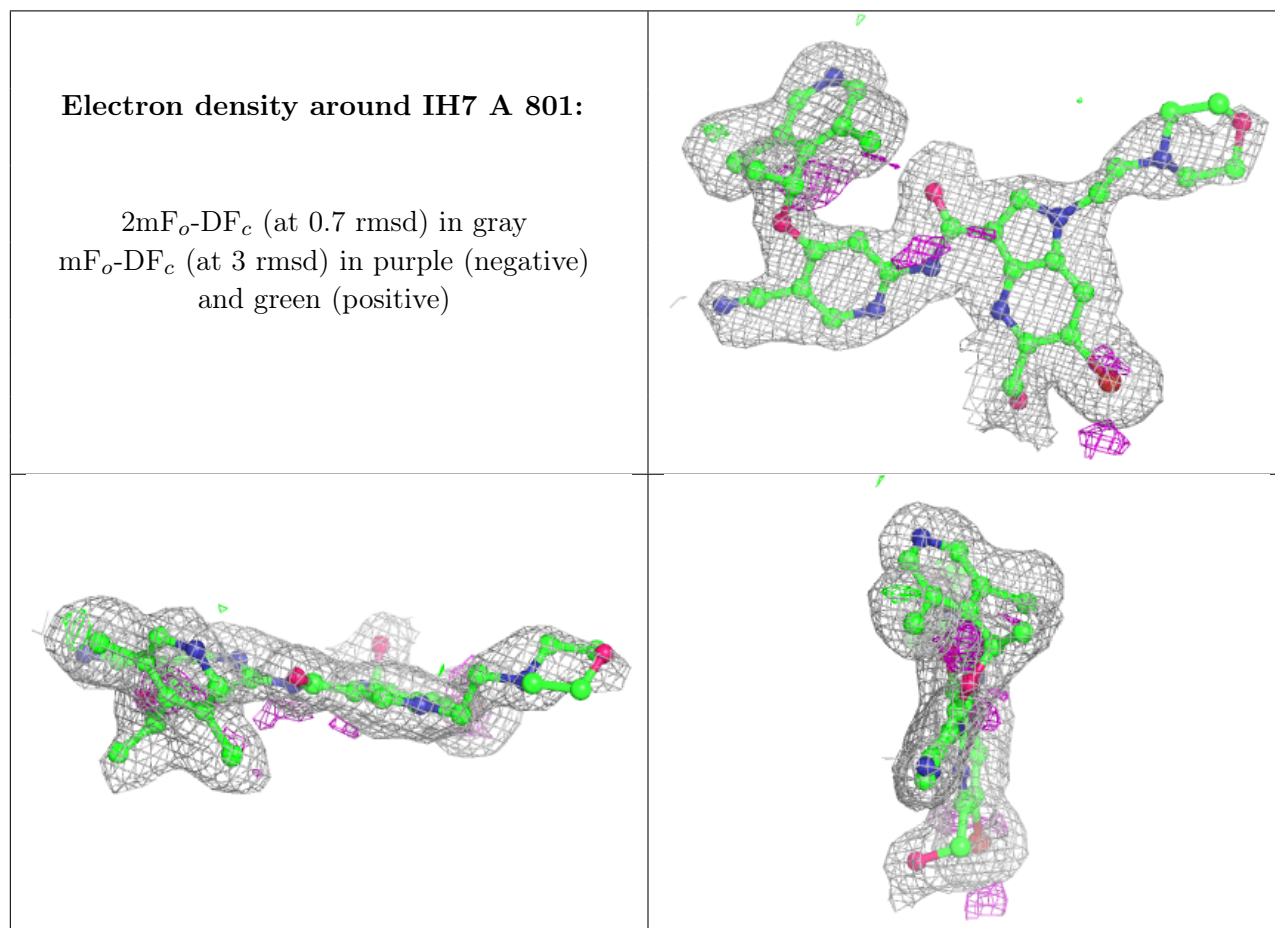 Electron density around IH7 A 801:
2mFo-DFc (at 0.7 rmsd) in gray
mFo-DFc (at 3 rmsd) in purple (negative)
and green (positive)